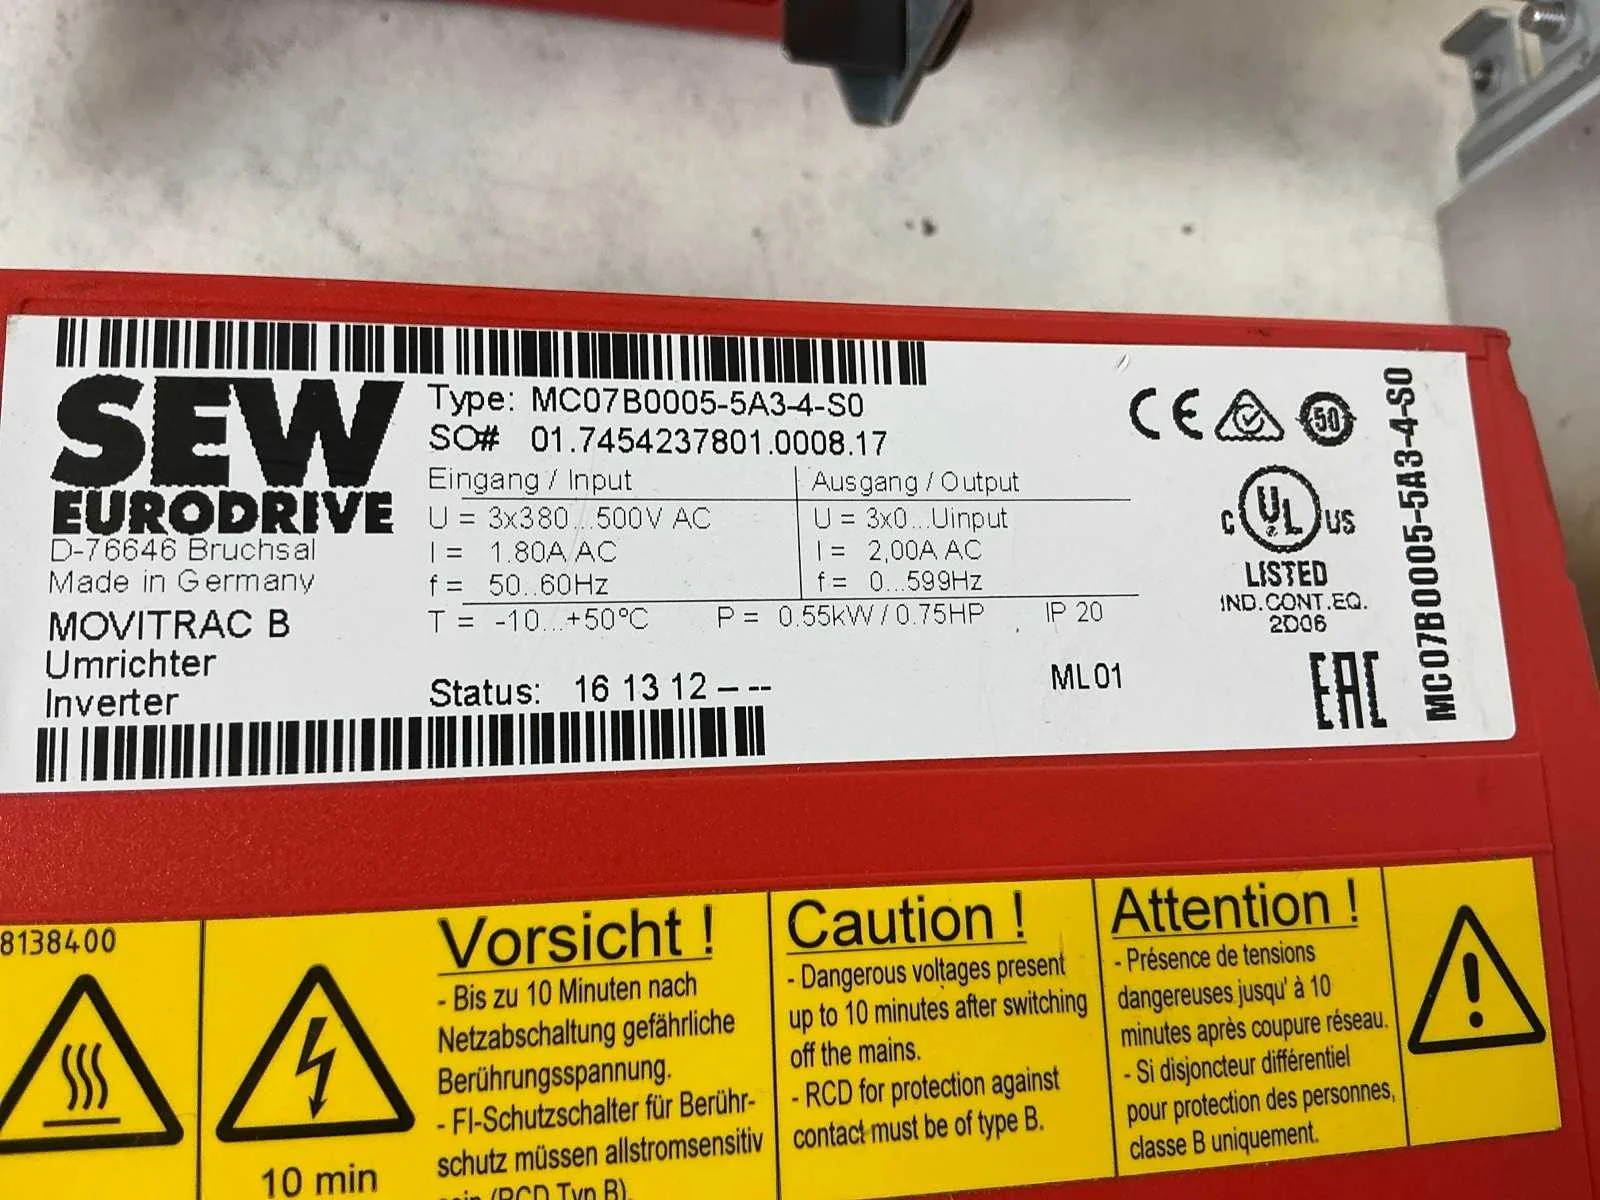 SEW
EURODRIVE
D-76646 Bruchsal
Made in Germany
MOVITRAC B
Umrichter
Inverter
Type: MC07B0005-5A3-4-S0
SO# 01.7454237801.0008.17
Eingang / Input
U = 3x380...500V AC
I = 1.80A AC
f = 50..60Hz
Ausgang / Output
U = 3x0...Uinput
I = 2,00A AC
f = 0...599Hz
T = -10...+50°C P = 0.55kW / 0.75HP IP 20
Status: 16 13 12 – --
ML01
CE
50
C UL US
LISTED
IND.CONT.EQ.
2D06
EAC
MC07B0005-5A3-4-S0
8138400
10 min
Vorsicht !
- Bis zu 10 Minuten nach
Netzabschaltung gefährliche
Berührungsspannung.
- FI-Schutzschalter für Berühr-
schutz müssen allstromsensitiv
sein (RCD Typ B).
Caution !
- Dangerous voltages present
up to 10 minutes after switching
off the mains.
- RCD for protection against
contact must be of type B.
Attention !
- Présence de tensions
dangereuses jusqu' à 10
minutes après coupure réseau.
- Si disjoncteur différentiel
pour protection des personnes,
classe B uniquement.